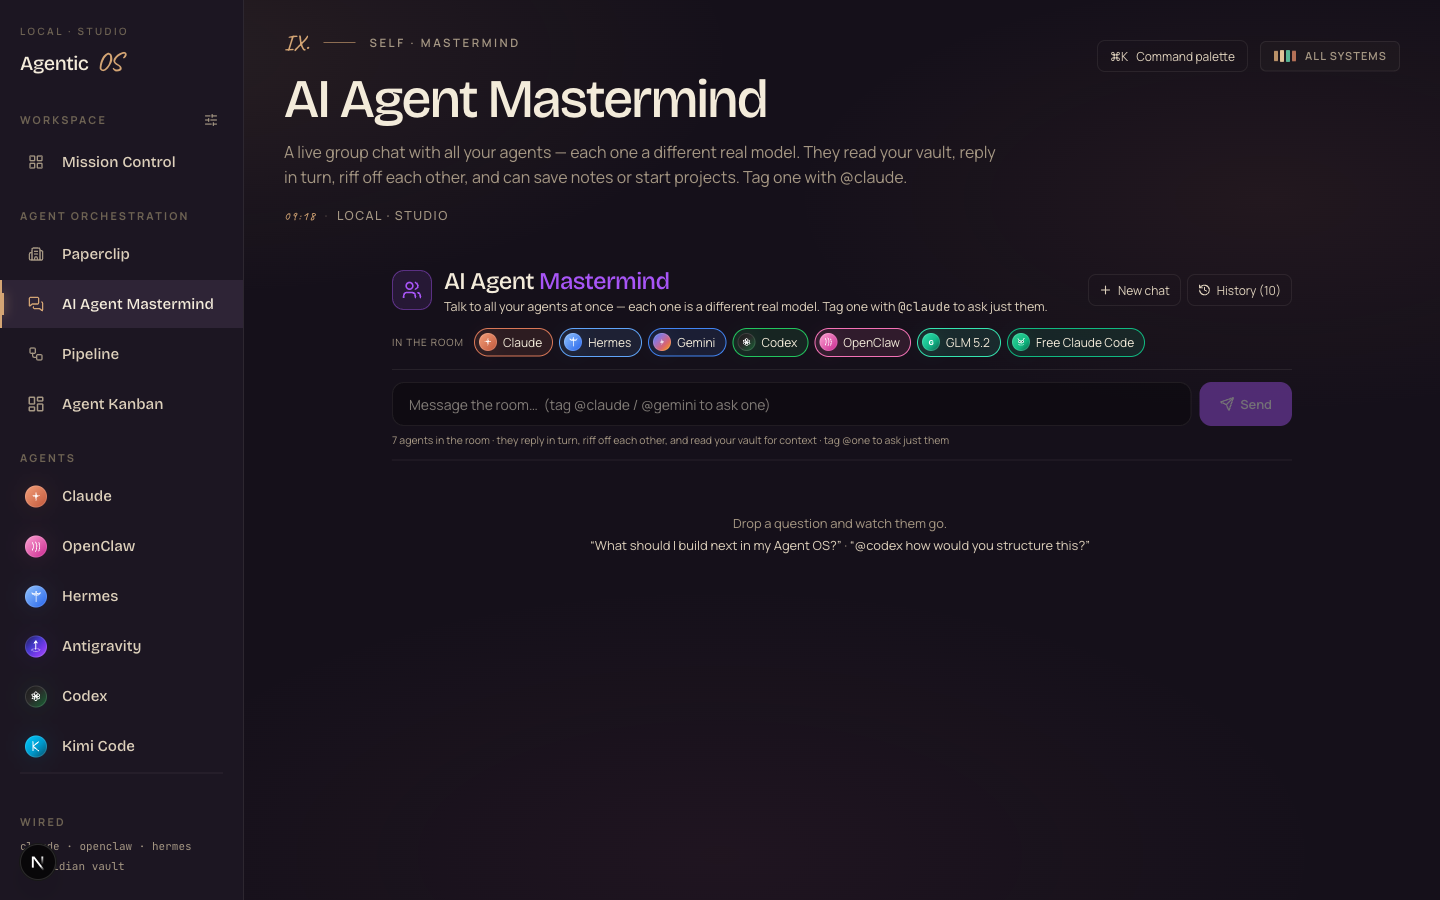 LOCAL · STUDIO
Agentic OS
WORKSPACE
Mission Control
AGENT ORCHESTRATION
Paperclip
AI Agent Mastermind
Pipeline
Agent Kanban
AGENTS
Claude
OpenClaw
Hermes
Antigravity
Codex
Kimi Code
WIRED
· openclaw · hermes
vault
IX. SELF · MASTERMIND
⌘K Command palette
ALL SYSTEMS
AI Agent Mastermind
A live group chat with all your agents — each one a different real model. They read your vault, reply
in turn, riff off each other, and can save notes or start projects. Tag one with @claude.
09:18 · LOCAL · STUDIO
AI Agent Mastermind
Talk to all your agents at once — each one is a different real model. Tag one with @claude to ask just them.
New chat
History (10)
IN THE ROOM Claude Hermes Gemini Codex OpenClaw GLM 5.2 Free Claude Code
Message the room… (tag @claude / @gemini to ask one)
Send
7 agents in the room · they reply in turn, riff off each other, and read your vault for context · tag @one to ask just them
Drop a question and watch them go.
“What should I build next in my Agent OS?” · “@codex how would you structure this?”